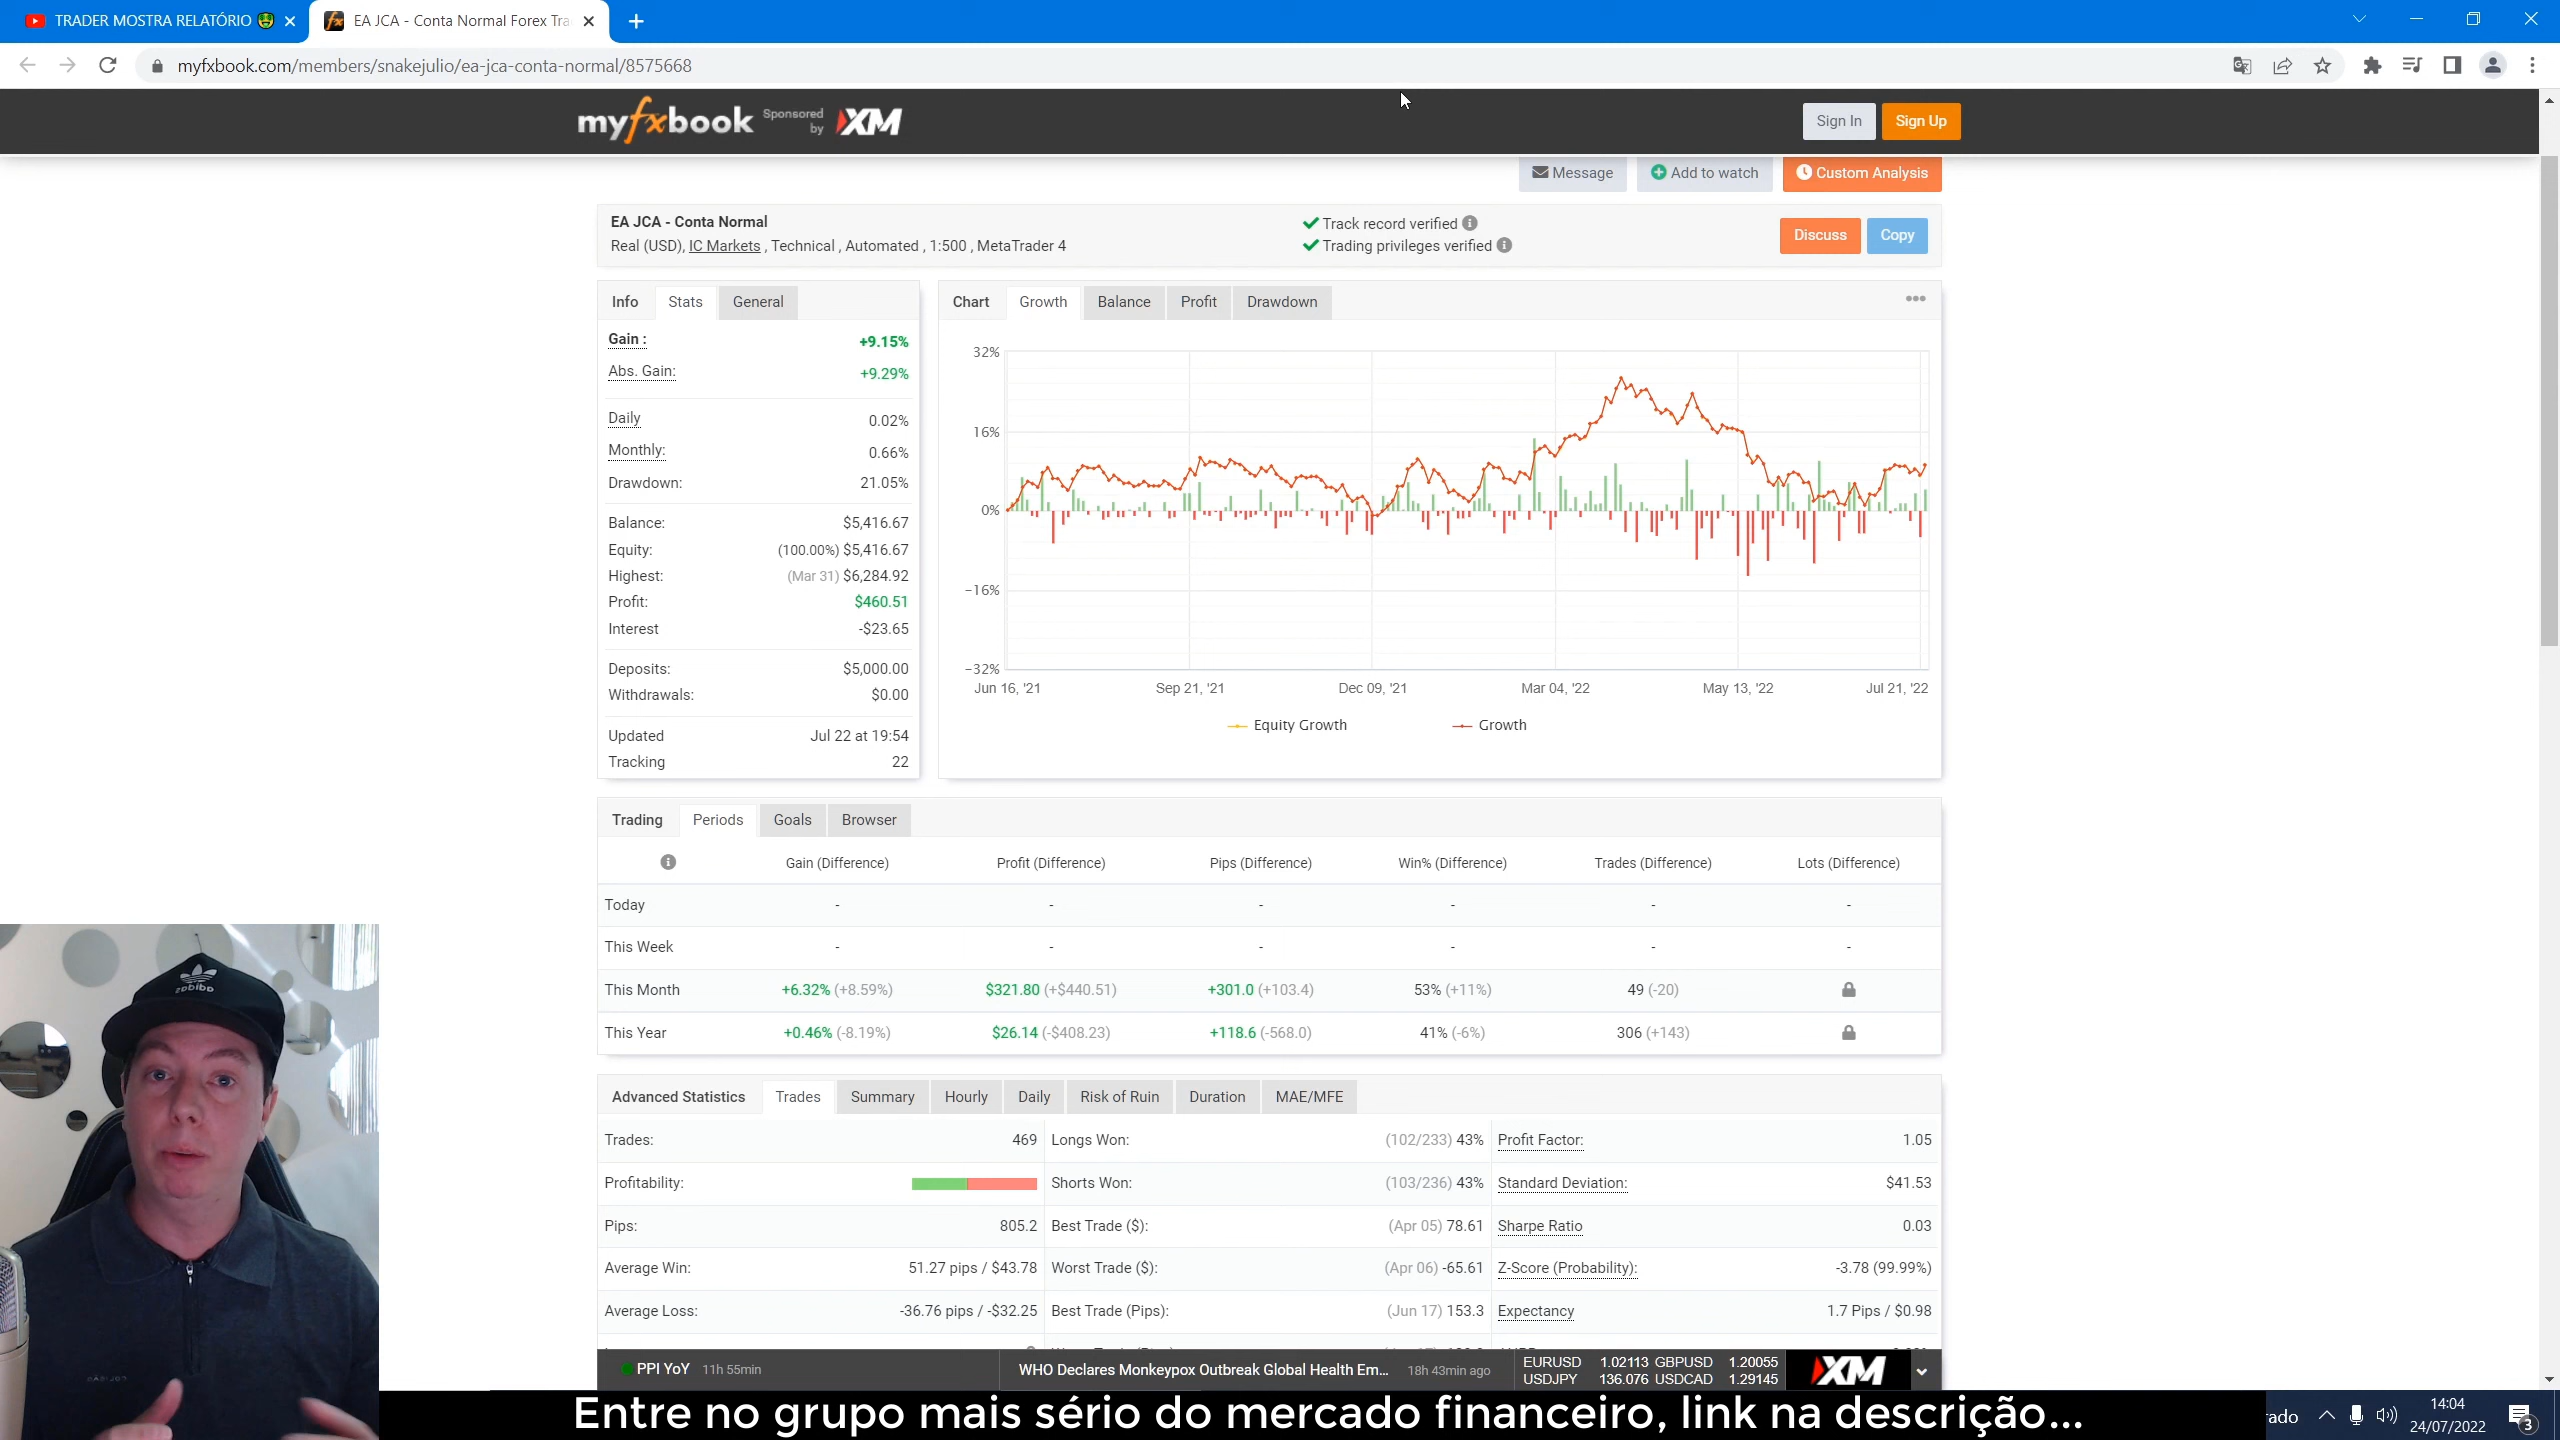 TRADER MOSTRA RELATÓRIO
EA JCA - Conta Normal Forex Tra
myfxbook.com/members/snakejulio/ea-jca-conta-normal/8575668
myfxbook Sponsored by XM
Sign In
Sign Up
Message
Add to watch
Custom Analysis
EA JCA - Conta Normal
Real (USD), IC Markets , Technical , Automated , 1:500 , MetaTrader 4
Track record verified
Trading privileges verified
Discuss
Copy
Info Stats General
Gain : +9.15%
Abs. Gain: +9.29%
Daily 0.02%
Monthly: 0.66%
Drawdown: 21.05%
Balance: $5,416.67
Equity: (100.00%) $5,416.67
Highest: (Mar 31) $6,284.92
Profit: $460.51
Interest -$23.65
Deposits: $5,000.00
Withdrawals: $0.00
Updated Jul 22 at 19:54
Tracking 22
Chart Growth Balance Profit Drawdown
32%
16%
0%
-16%
-32%
Jun 16, '21 Sep 21, '21 Dec 09, '21 Mar 04, '22 May 13, '22 Jul 21, '22
Equity Growth Growth
Trading Periods Goals Browser
Gain (Difference) Profit (Difference) Pips (Difference) Win% (Difference) Trades (Difference) Lots (Difference)
Today - - - - - -
This Week - - - - - -
This Month +6.32% (+8.59%) $321.80 (+$440.51) +301.0 (+103.4) 53% (+11%) 49 (-20)
This Year +0.46% (-8.19%) $26.14 (-$408.23) +118.6 (-568.0) 41% (-6%) 306 (+143)
Advanced Statistics Trades Summary Hourly Daily Risk of Ruin Duration MAE/MFE
Trades: 469 Longs Won: (102/233) 43% Profit Factor: 1.05
Profitability: Shorts Won: (103/236) 43% Standard Deviation: $41.53
Pips: 805.2 Best Trade ($): (Apr 05) 78.61 Sharpe Ratio 0.03
Average Win: 51.27 pips / $43.78 Worst Trade ($): (Apr 06) -65.61 Z-Score (Probability): -3.78 (99.99%)
Average Loss: -36.76 pips / -$32.25 Best Trade (Pips): (Jun 17) 153.3 Expectancy 1.7 Pips / $0.98
PPI YoY 11h 55min
WHO Declares Monkeypox Outbreak Global Health Em... 18h 43min ago
EURUSD 1.02113 GBPUSD 1.20055
USDJPY 136.076 USDCAD 1.29145
XM
Entre no grupo mais sério do mercado financeiro, link na descrição...
rado
14:04
24/07/2022
3